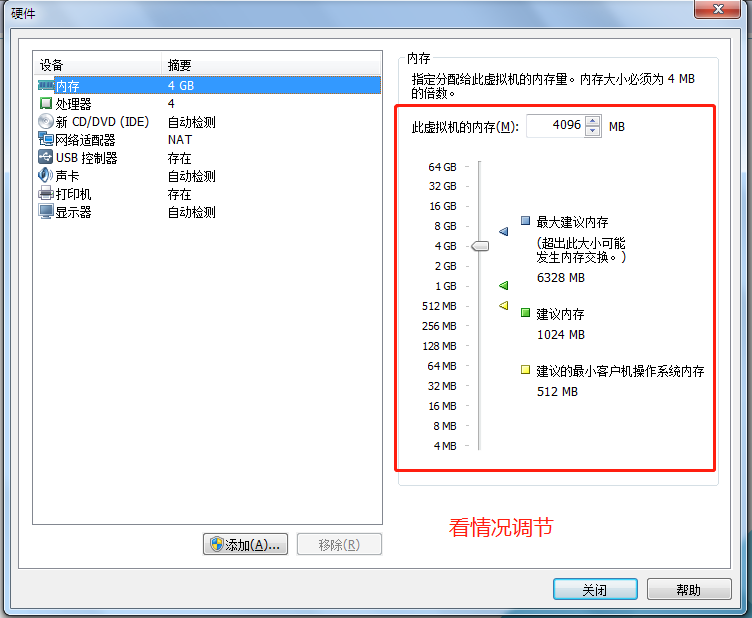 硬件
设备 摘要
内存 4 GB
处理器 4
新 CD/DVD (IDE) 自动检测
网络适配器 NAT
USB 控制器 存在
声卡 自动检测
打印机 存在
显示器 自动检测
添加(A)...
移除(R)
内存
指定分配给此虚拟机的内存量。内存大小必须为 4 MB
的倍数。
此虚拟机的内存(M): 4096 MB
64 GB
32 GB
16 GB
8 GB
4 GB
2 GB
1 GB
512 MB
256 MB
128 MB
64 MB
32 MB
16 MB
8 MB
4 MB
最大建议内存
(超出此大小可能
发生内存交换。)
6328 MB
建议内存
1024 MB
建议的最小客户机操作系统内存
512 MB
看情况调节
关闭
帮助